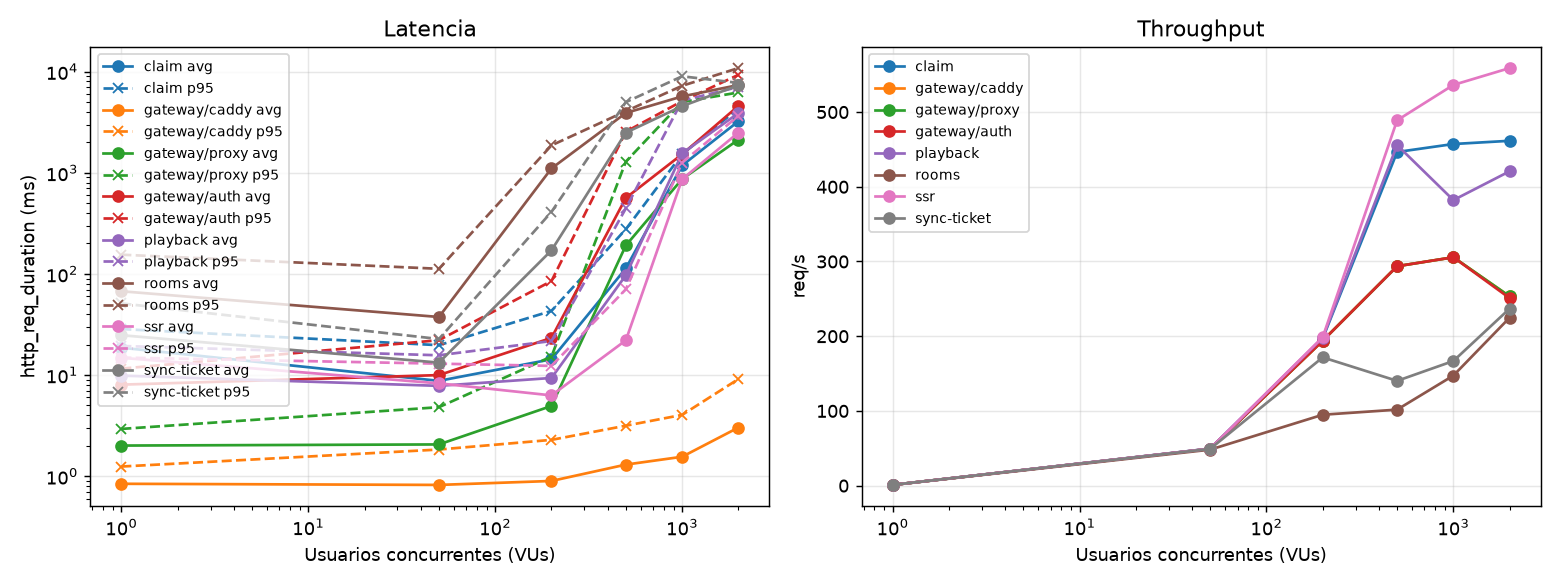 Latencia
http_req_duration (ms)
10⁴
10³
10²
10¹
10⁰
claim avg
claim p95
gateway/caddy avg
gateway/caddy p95
gateway/proxy avg
gateway/proxy p95
gateway/auth avg
gateway/auth p95
playback avg
playback p95
rooms avg
rooms p95
ssr avg
ssr p95
sync-ticket avg
sync-ticket p95
10⁰ 10¹ 10² 10³
Usuarios concurrentes (VUs)
Throughput
req/s
500
400
300
200
100
0
claim
gateway/caddy
gateway/proxy
gateway/auth
playback
rooms
ssr
sync-ticket
10⁰ 10¹ 10² 10³
Usuarios concurrentes (VUs)